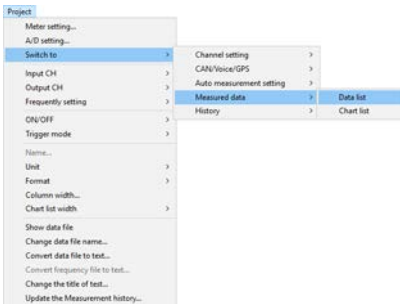 Project
Meter setting...
A/D setting...
Switch to
Input CH
Output CH
Frequently setting
ON/OFF
Trigger mode
Name...
Unit
Format
Column width...
Chart list width
Show data file
Change data file name...
Convert data file to text...
Convert frequency file to text...
Change the title of test...
Update the Measurement history...
Channel setting
CAN/Voice/GPS
Auto measurement setting
Measured data
History
Data list
Chart list